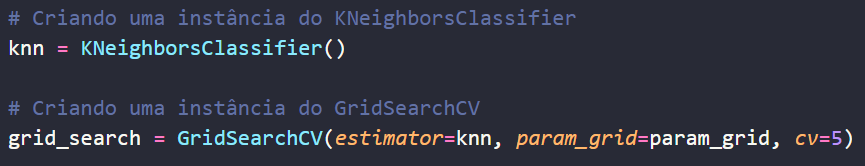 # Criando uma instância do KNeighborsClassifier
knn = KNeighborsClassifier()
# Criando uma instância do GridSearchCV
grid_search = GridSearchCV(estimator=knn, param_grid=param_grid, cv=5)